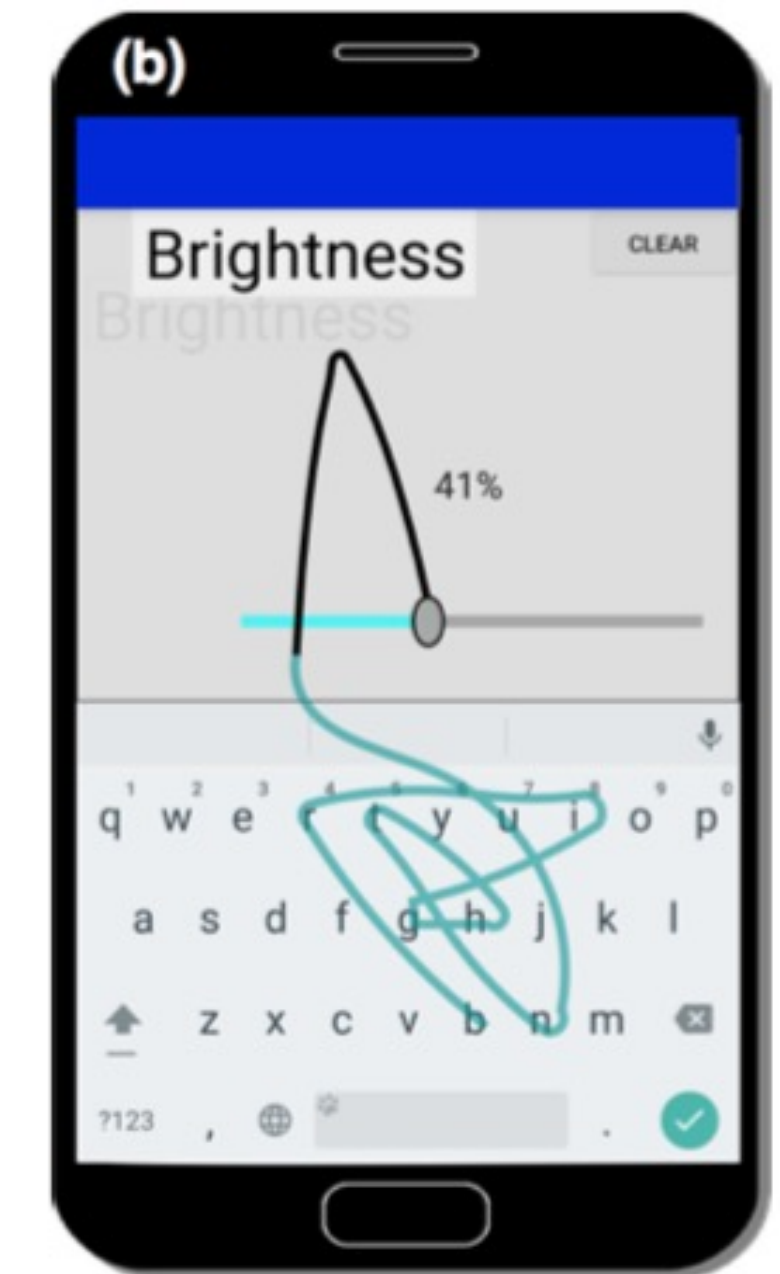 (b)
Brightness
CLEAR
Brightness
41%
1 2 3 4 5 6 7 8 9 0
q w e r t y u i o p
a s d f g h j k l
z x c v b n m
?123 , .